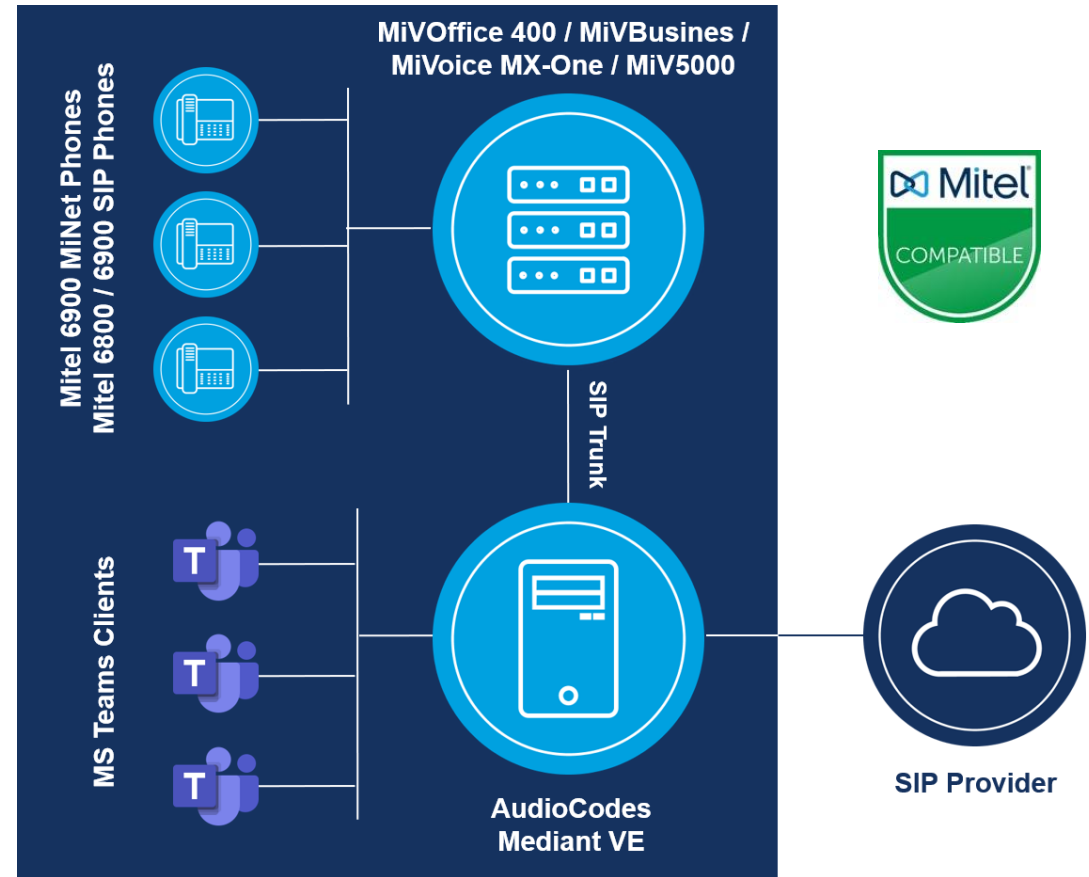 MiVOffice 400 / MiVBusines /
MiVoice MX-One / MiV5000
Mitel 6900 MiNet Phones
Mitel 6800 / 6900 SIP Phones
Mitel
COMPATIBLE
SIP Trunk
MS Teams Clients
T
T
T
AudioCodes
Mediant VE
SIP Provider